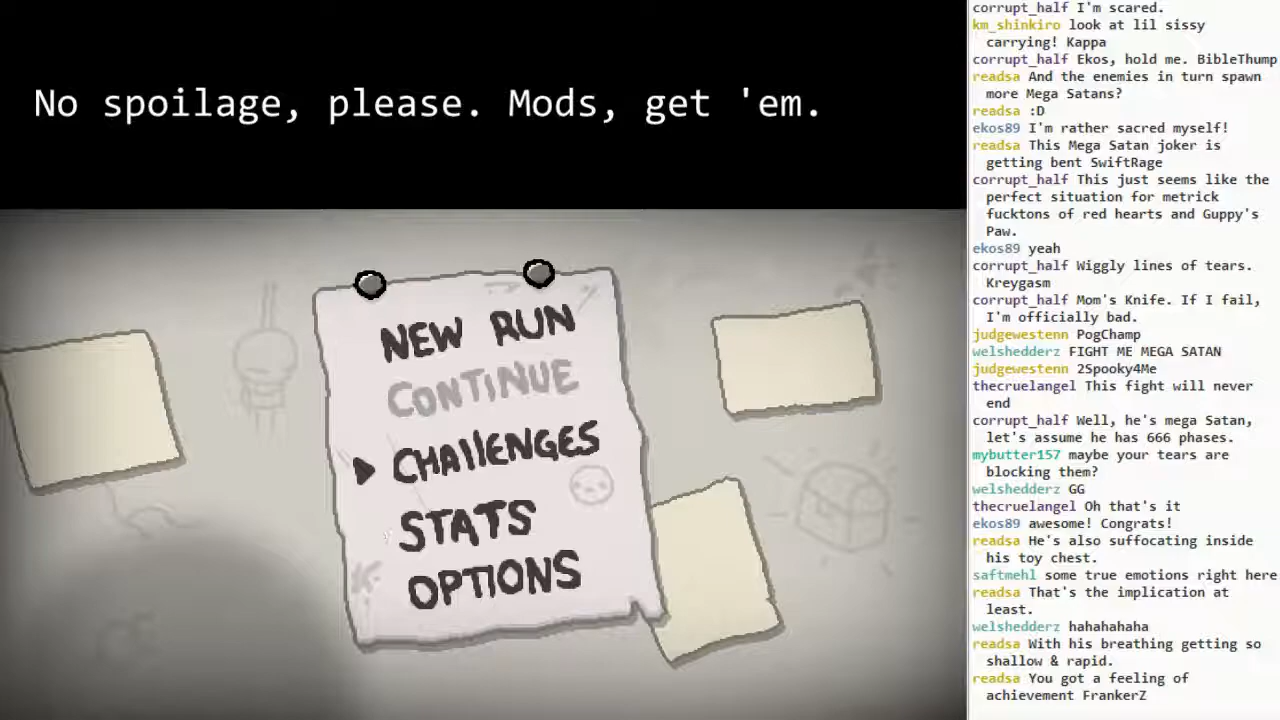 No spoilage, please. Mods, get 'em.
NEW RUN
CONTINUE
CHALLENGES
STATS
OPTIONS
corrupt_half I'm scared.
km_shinkiro look at lil sissy
carrying! Kappa
corrupt_half Ekos, hold me. BibleThump
readsa And the enemies in turn spawn
more Mega Satans?
readsa :D
ekos89 I'm rather sacred myself!
readsa This Mega Satan joker is
getting bent SwiftRage
corrupt_half This just seems like the
perfect situation for metrick
fucktons of red hearts and Guppy's
Paw.
ekos89 yeah
corrupt_half Wiggly lines of tears.
Kreygasm
corrupt_half Mom's Knife. If I fail,
I'm officially bad.
judgewestenn PogChamp
welshedderz FIGHT ME MEGA SATAN
judgewestenn 2Spooky4Me
thecruelangel This fight will never
end
corrupt_half Well, he's mega Satan,
let's assume he has 666 phases.
mybutter157 maybe your tears are
blocking them?
welshedderz GG
thecruelangel Oh that's it
ekos89 awesome! Congrats!
readsa He's also suffocating inside
his toy chest.
saftmehl some true emotions right here
readsa That's the implication at
least.
welshedderz hahahahaha
readsa With his breathing getting so
shallow & rapid.
readsa You got a feeling of
achievement FrankerZ